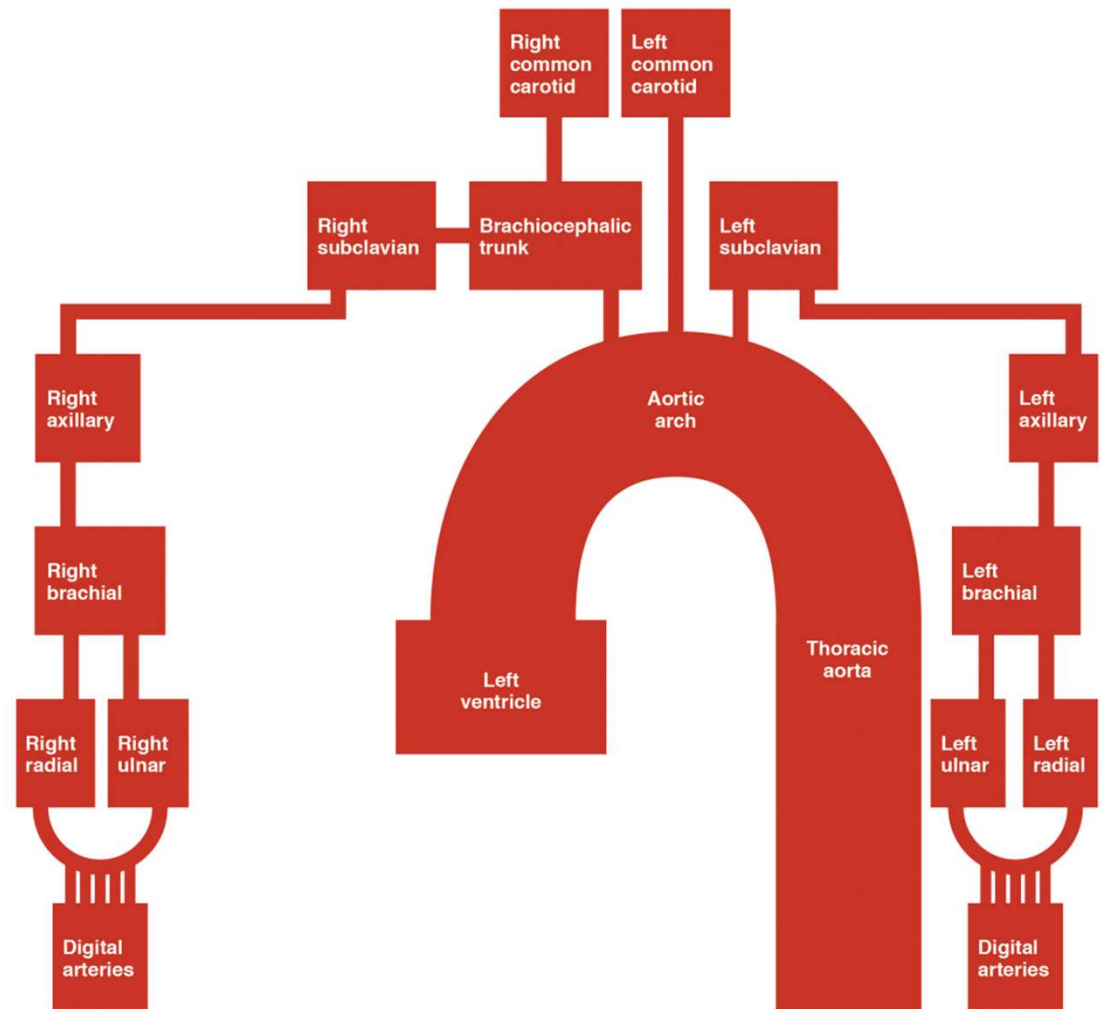 Right
common
carotid
Left
common
carotid
Right
subclavian
Brachiocephalic
trunk
Left
subclavian
Right
axillary
Aortic
arch
Left
axillary
Right
brachial
Left
brachial
Left
ventricle
Thoracic
aorta
Right
radial
Right
ulnar
Left
ulnar
Left
radial
Digital
arteries
Digital
arteries